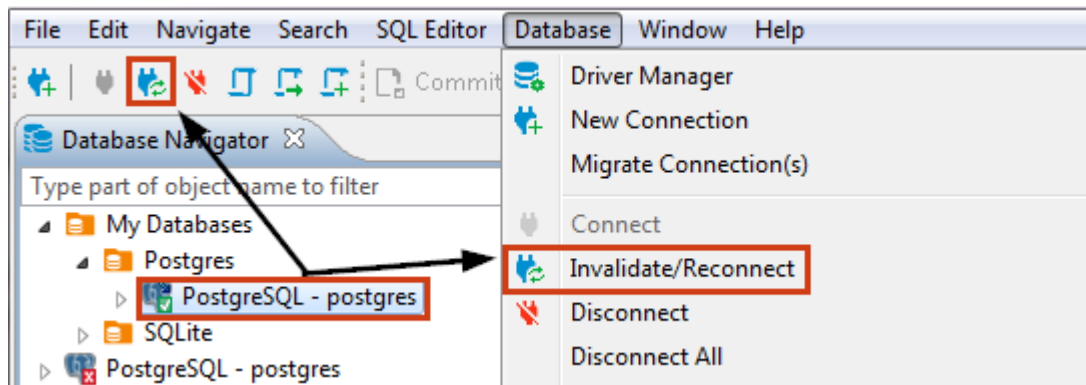 File Edit Navigate Search SQL Editor Database Window Help
Commit
Database Navigator
Type part of object name to filter
My Databases
Postgres
PostgreSQL - postgres
SQLite
PostgreSQL - postgres
Driver Manager
New Connection
Migrate Connection(s)
Connect
Invalidate/Reconnect
Disconnect
Disconnect All